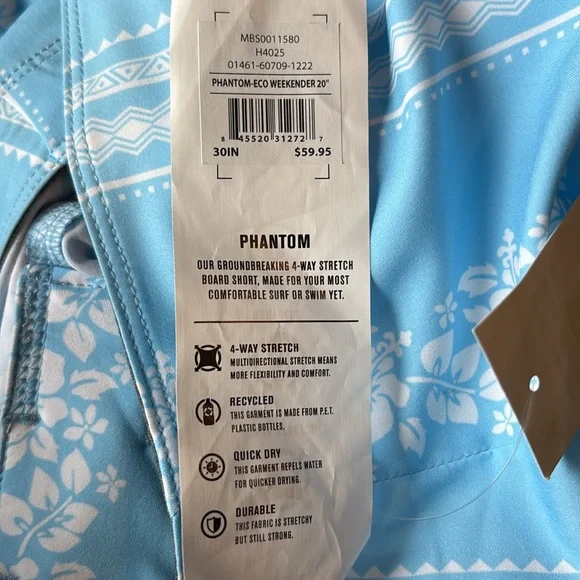 MBS0011580
H4025
01461-60709-1222
PHANTOM-ECO WEEKENDER 20"
8 45520 31272 7
30IN $59.95
PHANTOM
OUR GROUNDBREAKING 4-WAY STRETCH
BOARD SHORT, MADE FOR YOUR MOST
COMFORTABLE SURF OR SWIM YET.
4-WAY STRETCH
MULTIDIRECTIONAL STRETCH MEANS
MORE FLEXIBILITY AND COMFORT.
RECYCLED
THIS GARMENT IS MADE FROM P.E.T.
PLASTIC BOTTLES.
QUICK DRY
THIS GARMENT REPELS WATER
FOR QUICKER DRYING.
DURABLE
THIS FABRIC IS STRETCHY
BUT STILL STRONG.